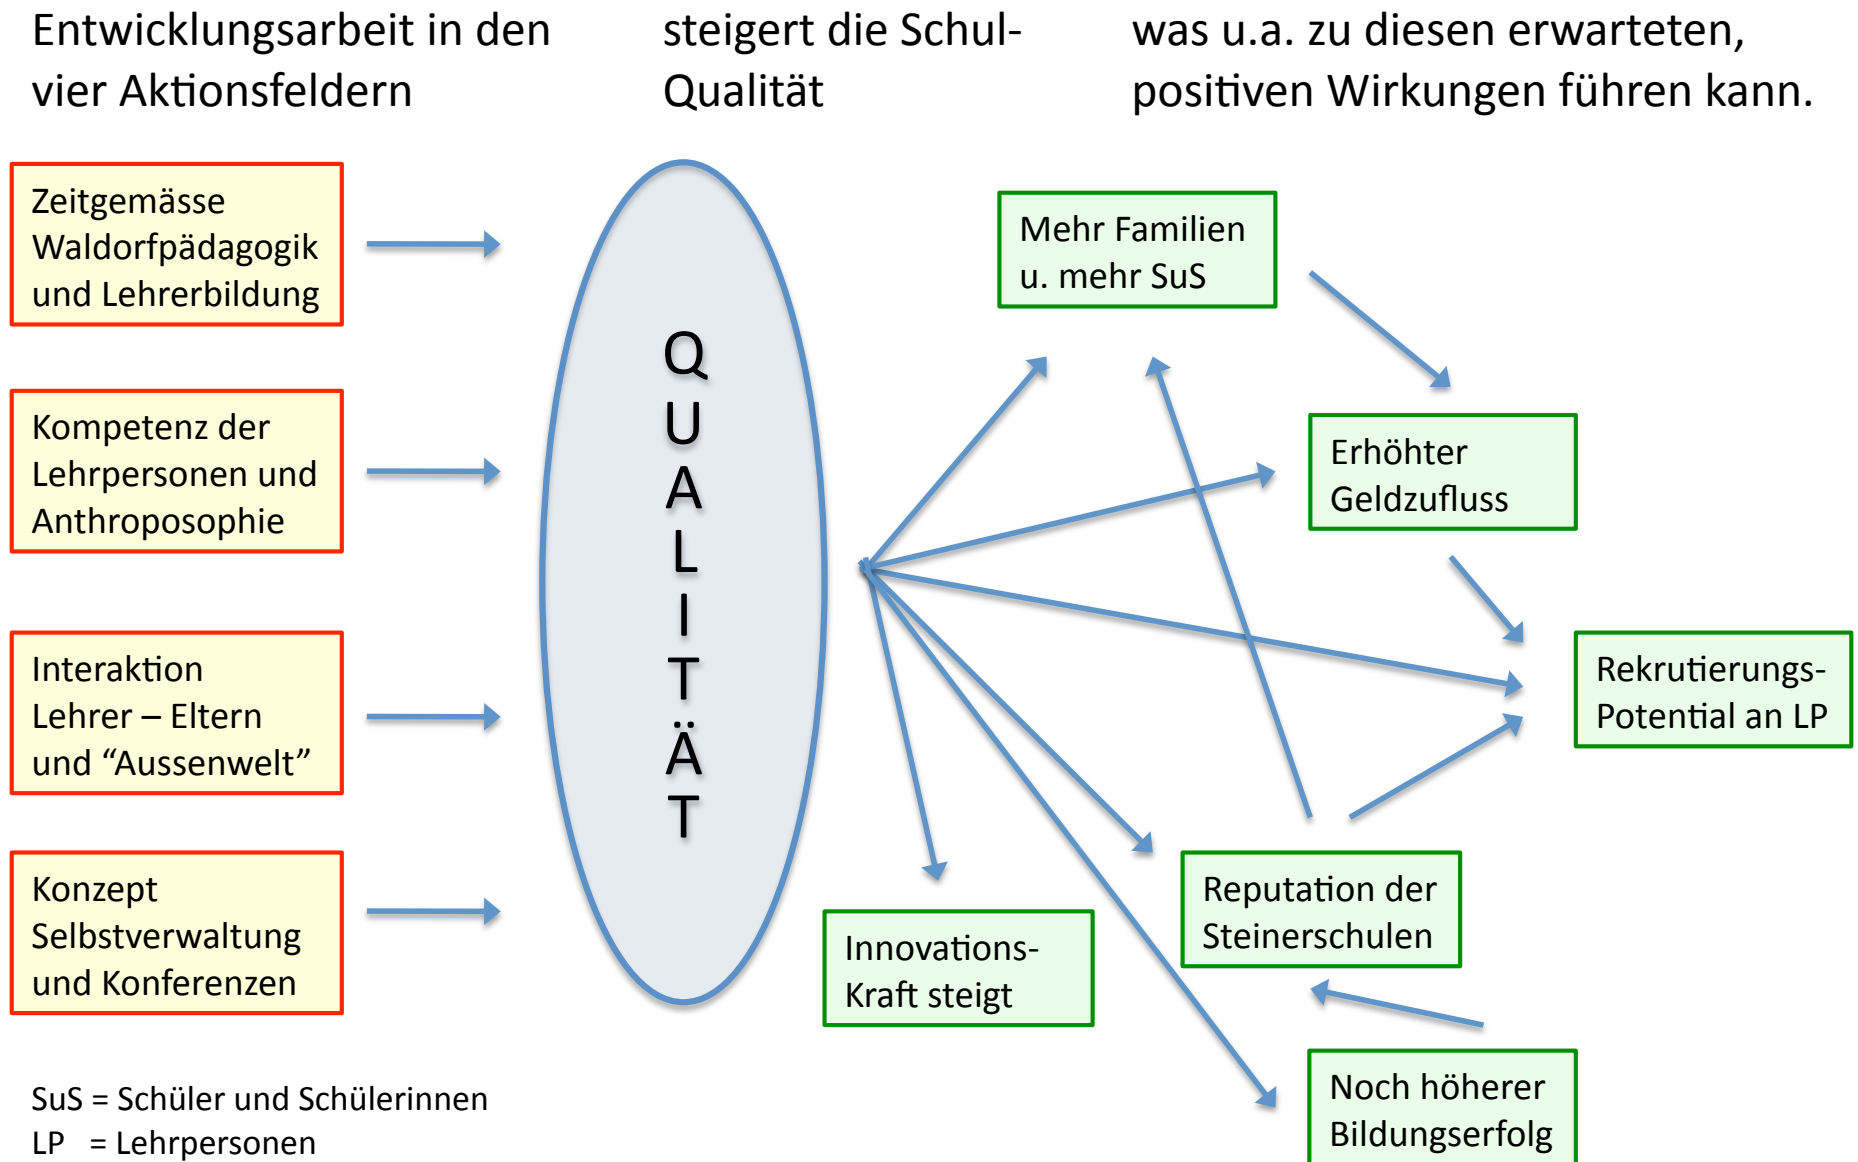 Entwicklungsarbeit in den
vier Aktionsfeldern
steigert die Schul-
Qualität
was u.a. zu diesen erwarteten,
positiven Wirkungen führen kann.
Zeitgemässe
Waldorfpädagogik
und Lehrerbildung
Kompetenz der
Lehrpersonen und
Anthroposophie
Interaktion
Lehrer – Eltern
und “Aussenwelt”
Konzept
Selbstverwaltung
und Konferenzen
Q
U
A
L
I
T
Ä
T
Mehr Familien
u. mehr SuS
Erhöhter
Geldzufluss
Rekrutierungs-
Potential an LP
Reputation der
Steinerschulen
Innovations-
Kraft steigt
Noch höherer
Bildungserfolg
SuS = Schüler und Schülerinnen
LP = Lehrpersonen